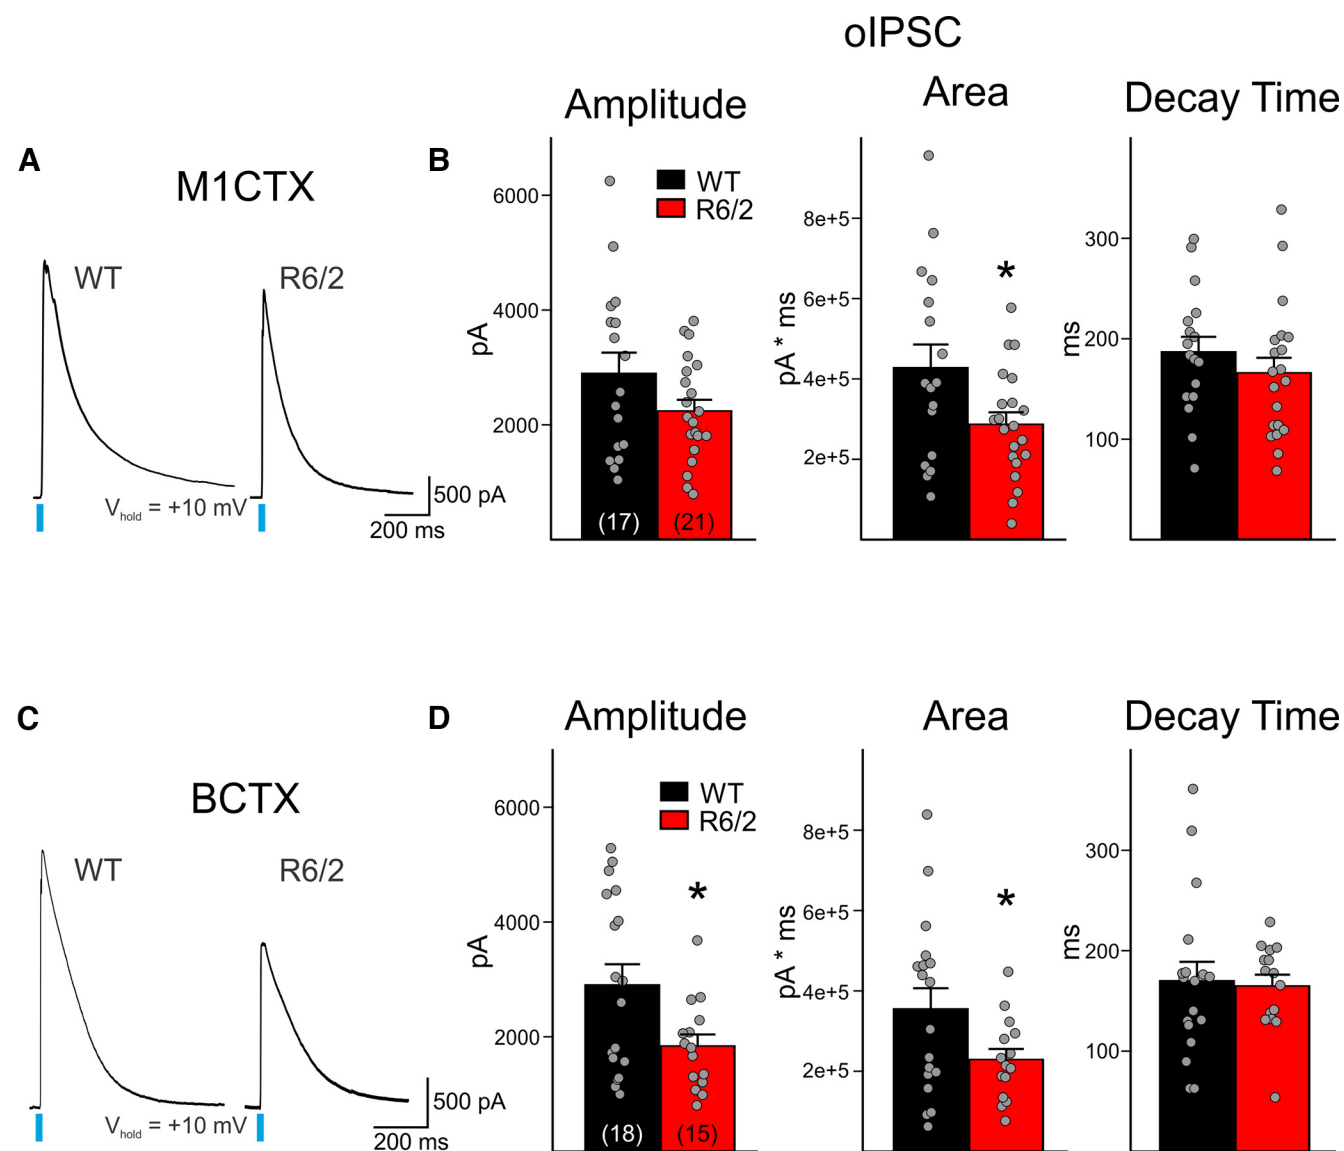 oIPSC
A
M1CTX
WT
R6/2
Vhold = +10 mV
500 pA
200 ms
B
Amplitude
Area
Decay Time
WT
R6/2
pA
6000
4000
2000
(17)
(21)
pA * ms
8e+5
6e+5
4e+5
2e+5
*
ms
300
200
100
C
BCTX
WT
R6/2
Vhold = +10 mV
500 pA
200 ms
D
Amplitude
Area
Decay Time
WT
R6/2
pA
6000
4000
2000
*
(18)
(15)
pA * ms
8e+5
6e+5
4e+5
2e+5
*
ms
300
200
100